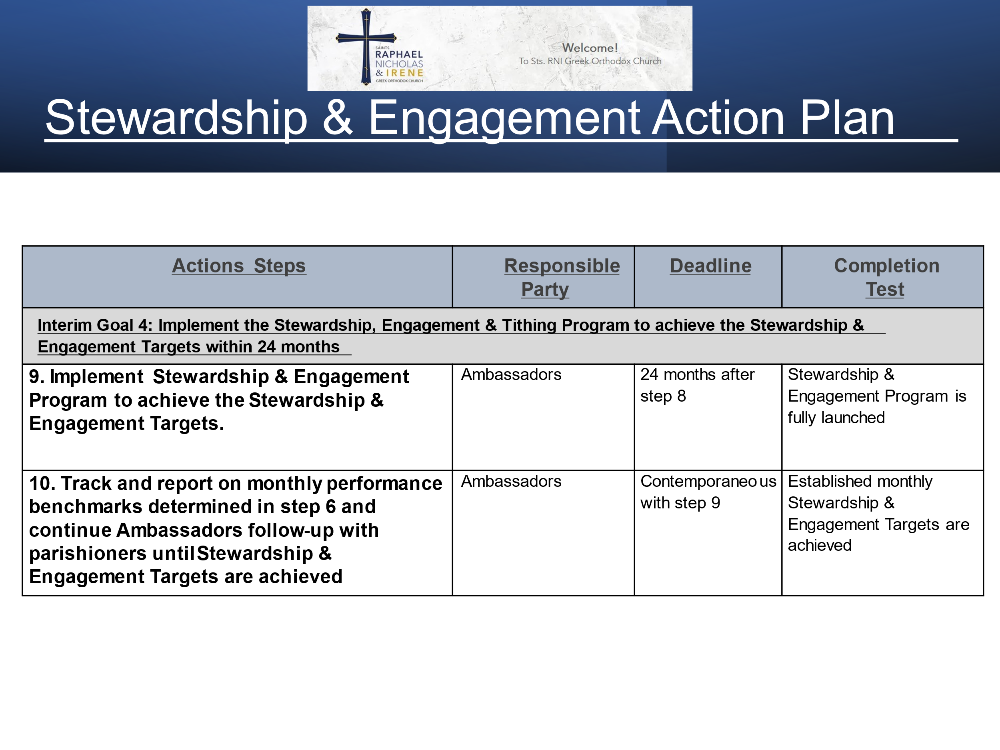 SAINTS
RAPHAEL
NICHOLAS
& IRENE
GREEK ORTHODOX CHURCH
Welcome!
To Sts. RNI Greek Orthodox Church
Stewardship & Engagement Action Plan
Actions Steps
Responsible
Party
Deadline
Completion
Test
Interim Goal 4: Implement the Stewardship, Engagement & Tithing Program to achieve the Stewardship &
Engagement Targets within 24 months
9. Implement Stewardship & Engagement
Program to achieve the Stewardship &
Engagement Targets.
Ambassadors
24 months after
step 8
Stewardship &
Engagement Program is
fully launched
10. Track and report on monthly performance
benchmarks determined in step 6 and
continue Ambassadors follow-up with
parishioners until Stewardship &
Engagement Targets are achieved
Ambassadors
Contemporaneous
with step 9
Established monthly
Stewardship &
Engagement Targets are
achieved